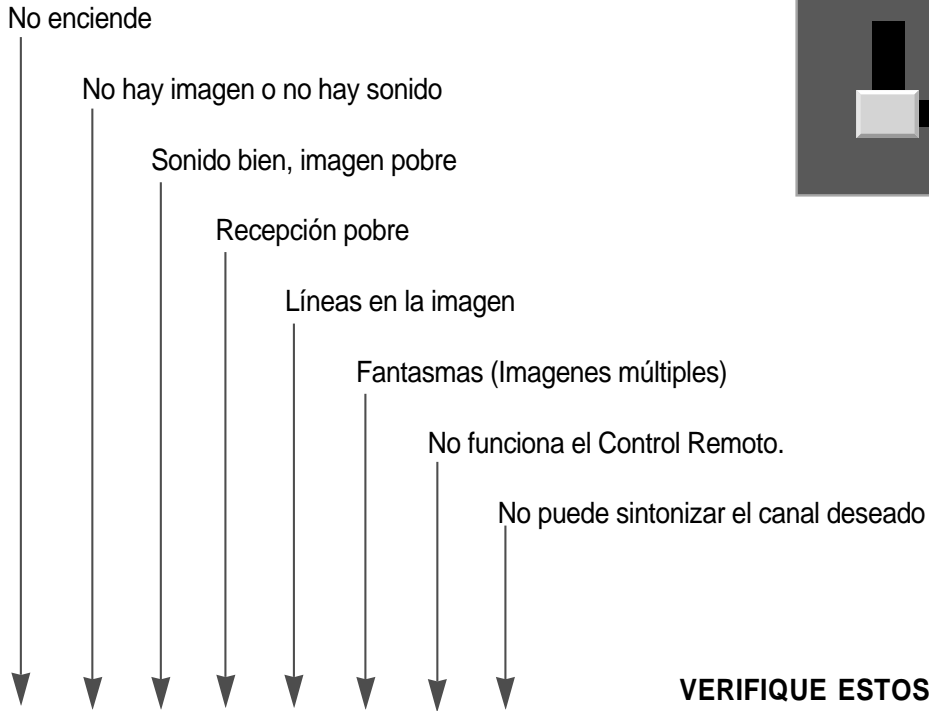 No enciende
No hay imagen o no hay sonido
Sonido bien, imagen pobre
Recepción pobre
Líneas en la imagen
Fantasmas (Imagenes múltiples)
No funciona el Control Remoto.
No puede sintonizar el canal deseado
VERIFIQUE ESTOS